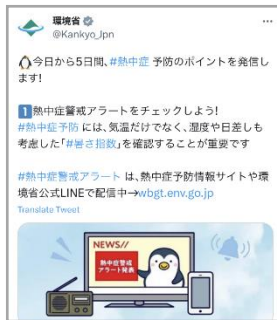 環境省
@Kankyo_Jpn
🐧今日から5日間、#熱中症 予防のポイントを発信し
ます!
1️⃣熱中症警戒アラートをチェックしよう!
#熱中症予防 には、気温だけでなく、湿度や日差しも
考慮した「#暑さ指数」を確認することが重要です
#熱中症警戒アラート は、熱中症予防情報サイトや環
境省公式LINEで配信中→wbgt.env.go.jp
Translate Tweet
NEWS//
熱中症警戒
アラート発表